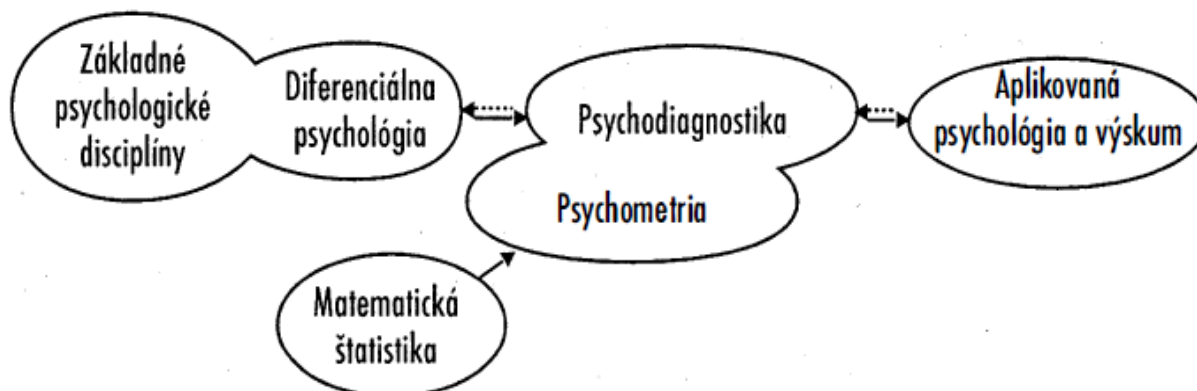 Základné
psychologické
disciplíny
Diferenciálna
psychológia
Psychodiagnostika
Psychometria
Aplikovaná
psychológia a výskum
Matematická
štatistika